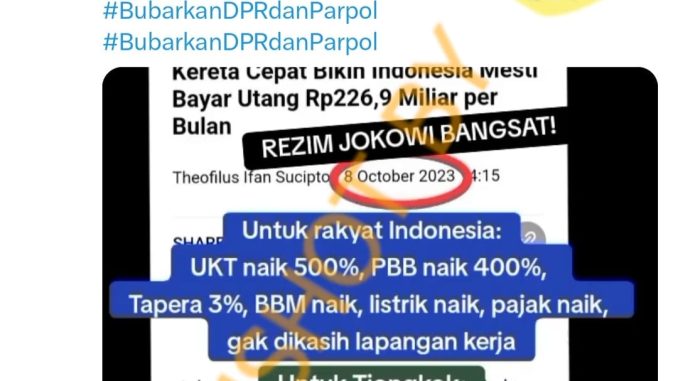 #BubarkanDPRdanParpol
#BubarkanDPRdanParpol
Kereta Cepat Bikin Indonesia Mesti
Bayar Utang Rp226,9 Miliar per
Bulan
REZIM JOKOWI BANGSAT!
Theofilus Ifan Sucipto 8 October 2023 4:15
SHARE
Untuk rakyat Indonesia:
UKT naik 500%, PBB naik 400%,
Tapera 3%, BBM naik, listrik naik, pajak naik,
gak dikasih lapangan kerja
Untuk Tiongkok: